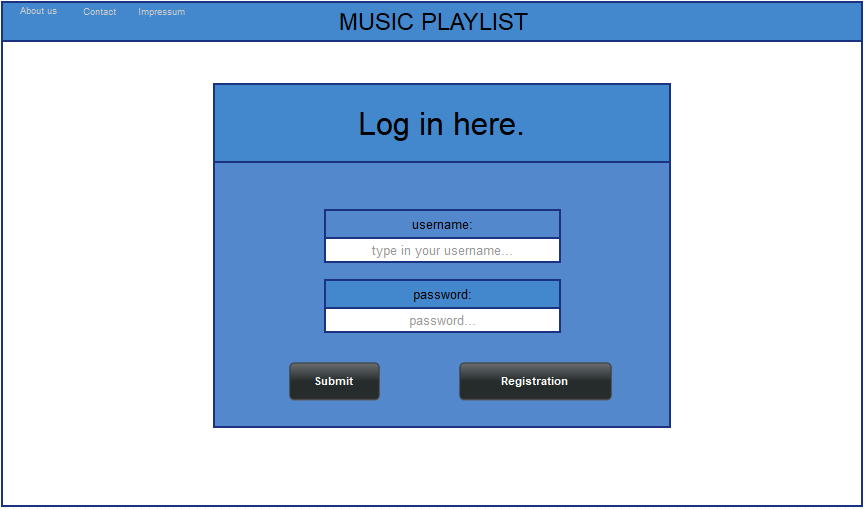 About us Contact Impressum
MUSIC PLAYLIST
Log in here.
username:
type in your username...
password:
password...
Submit Registration